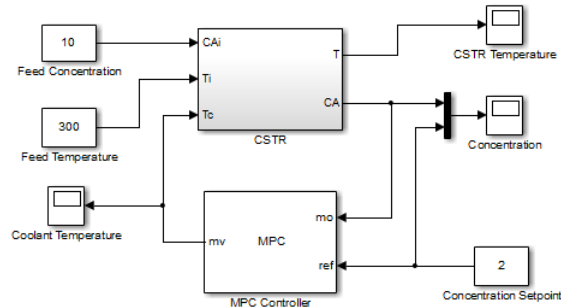 10
Feed Concentration
CAi
Ti
Tc
T
CA
CSTR
CSTR Temperature
300
Feed Temperature
Concentration
Coolant Temperature
mv
MPC
mo
ref
MPC Controller
2
Concentration Setpoint